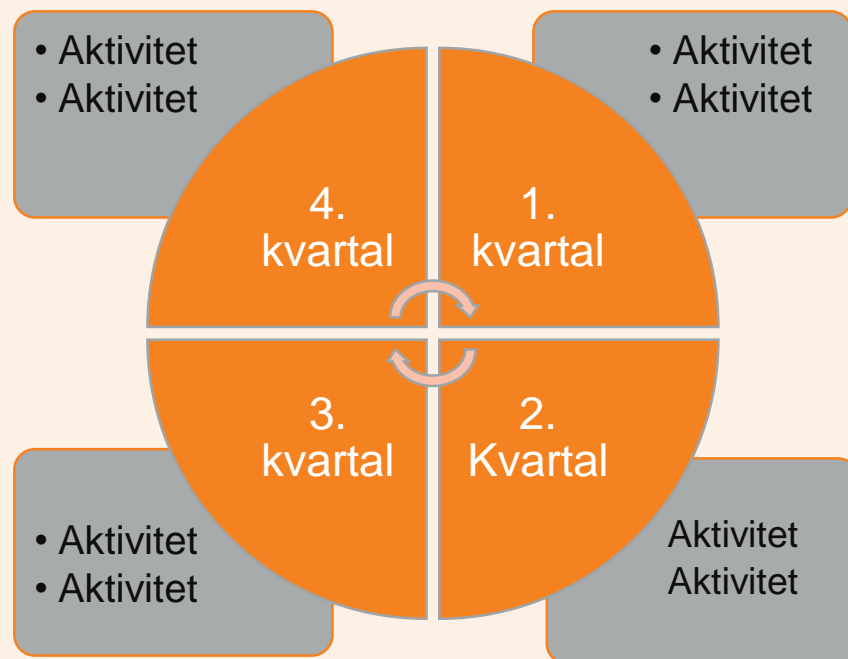 • Aktivitet
• Aktivitet
• Aktivitet
• Aktivitet
4.
kvartal
1.
kvartal
3.
kvartal
2.
Kvartal
• Aktivitet
• Aktivitet
Aktivitet
Aktivitet